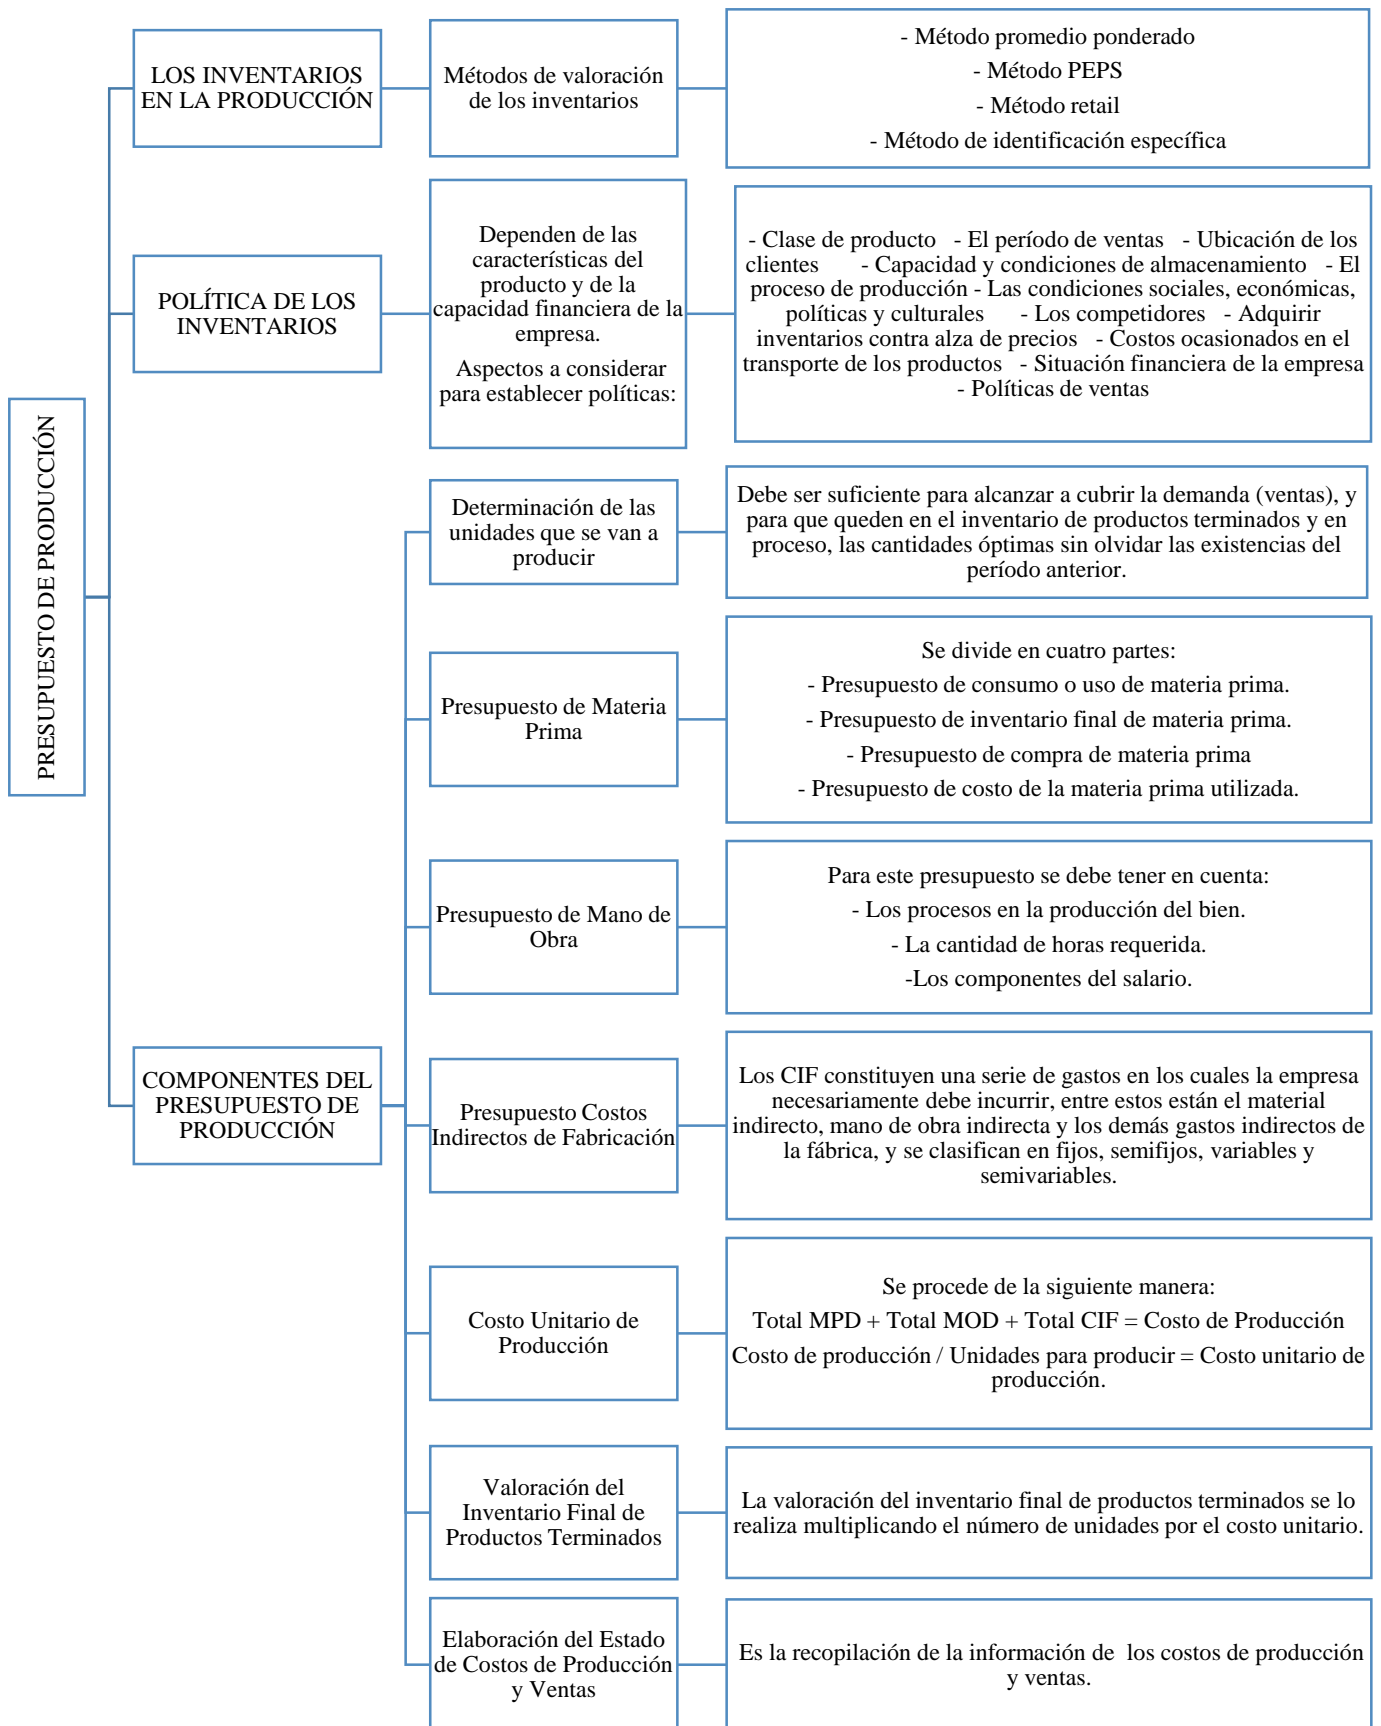 PRESUPUESTO DE PRODUCCIÓN
LOS INVENTARIOS
EN LA PRODUCCIÓN
Métodos de valoración
de los inventarios
- Método promedio ponderado
- Método PEPS
- Método retail
- Método de identificación específica
POLÍTICA DE LOS
INVENTARIOS
Dependen de las
características del
producto y de la
capacidad financiera de la
empresa.
Aspectos a considerar
para establecer políticas:
- Clase de producto - El período de ventas - Ubicación de los
clientes - Capacidad y condiciones de almacenamiento - El
proceso de producción - Las condiciones sociales, económicas,
políticas y culturales - Los competidores - Adquirir
inventarios contra alza de precios - Costos ocasionados en el
transporte de los productos - Situación financiera de la empresa
- Políticas de ventas
COMPONENTES DEL
PRESUPUESTO DE
PRODUCCIÓN
Determinación de las
unidades que se van a
producir
Debe ser suficiente para alcanzar a cubrir la demanda (ventas), y
para que queden en el inventario de productos terminados y en
proceso, las cantidades óptimas sin olvidar las existencias del
período anterior.
Presupuesto de Materia
Prima
Se divide en cuatro partes:
- Presupuesto de consumo o uso de materia prima.
- Presupuesto de inventario final de materia prima.
- Presupuesto de compra de materia prima
- Presupuesto de costo de la materia prima utilizada.
Presupuesto de Mano de
Obra
Para este presupuesto se debe tener en cuenta:
- Los procesos en la producción del bien.
- La cantidad de horas requerida.
-Los componentes del salario.
Presupuesto Costos
Indirectos de Fabricación
Los CIF constituyen una serie de gastos en los cuales la empresa
necesariamente debe incurrir, entre estos están el material
indirecto, mano de obra indirecta y los demás gastos indirectos de
la fábrica, y se clasifican en fijos, semifijos, variables y
semivariables.
Costo Unitario de
Producción
Se procede de la siguiente manera:
Total MPD + Total MOD + Total CIF = Costo de Producción
Costo de producción / Unidades para producir = Costo unitario de
producción.
Valoración del
Inventario Final de
Productos Terminados
La valoración del inventario final de productos terminados se lo
realiza multiplicando el número de unidades por el costo unitario.
Elaboración del Estado
de Costos de Producción
y Ventas
Es la recopilación de la información de los costos de producción
y ventas.